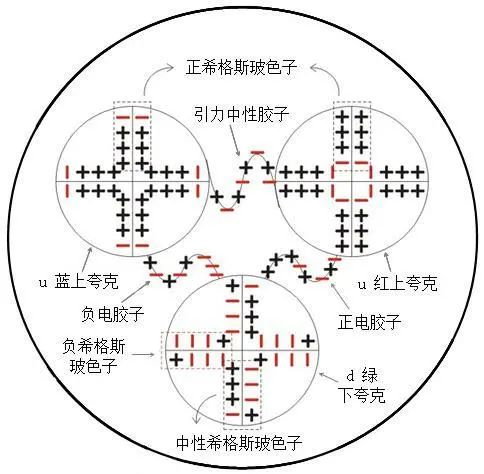 正希格斯玻色子
引力中性胶子
u 蓝上夸克
u 红上夸克
负电胶子
正电胶子
负希格斯
玻色子
d 绿
下夸克
中性希格斯玻色子